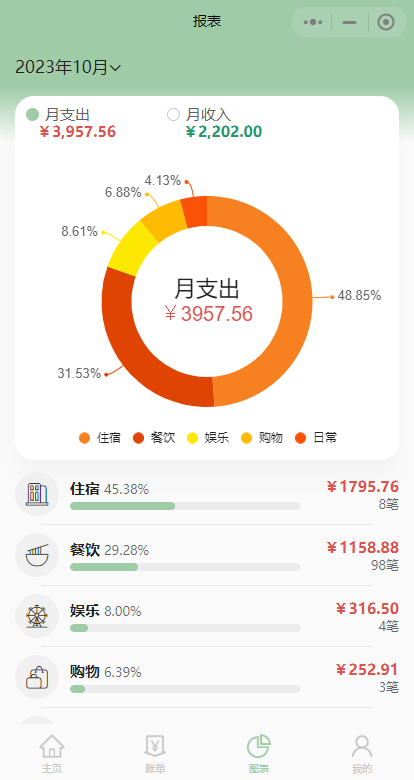 报表
2023年10月
月支出 月收入
￥3,957.56 ￥2,202.00
4.13%
6.88%
8.61%
48.85%
31.53%
月支出
￥3957.56
住宿 餐饮 娱乐 购物 日常
住宿 45.38% ￥1795.76
8笔
餐饮 29.28% ￥1158.88
98笔
娱乐 8.00% ￥316.50
4笔
购物 6.39% ￥252.91
3笔
主页 账单 图表 我的